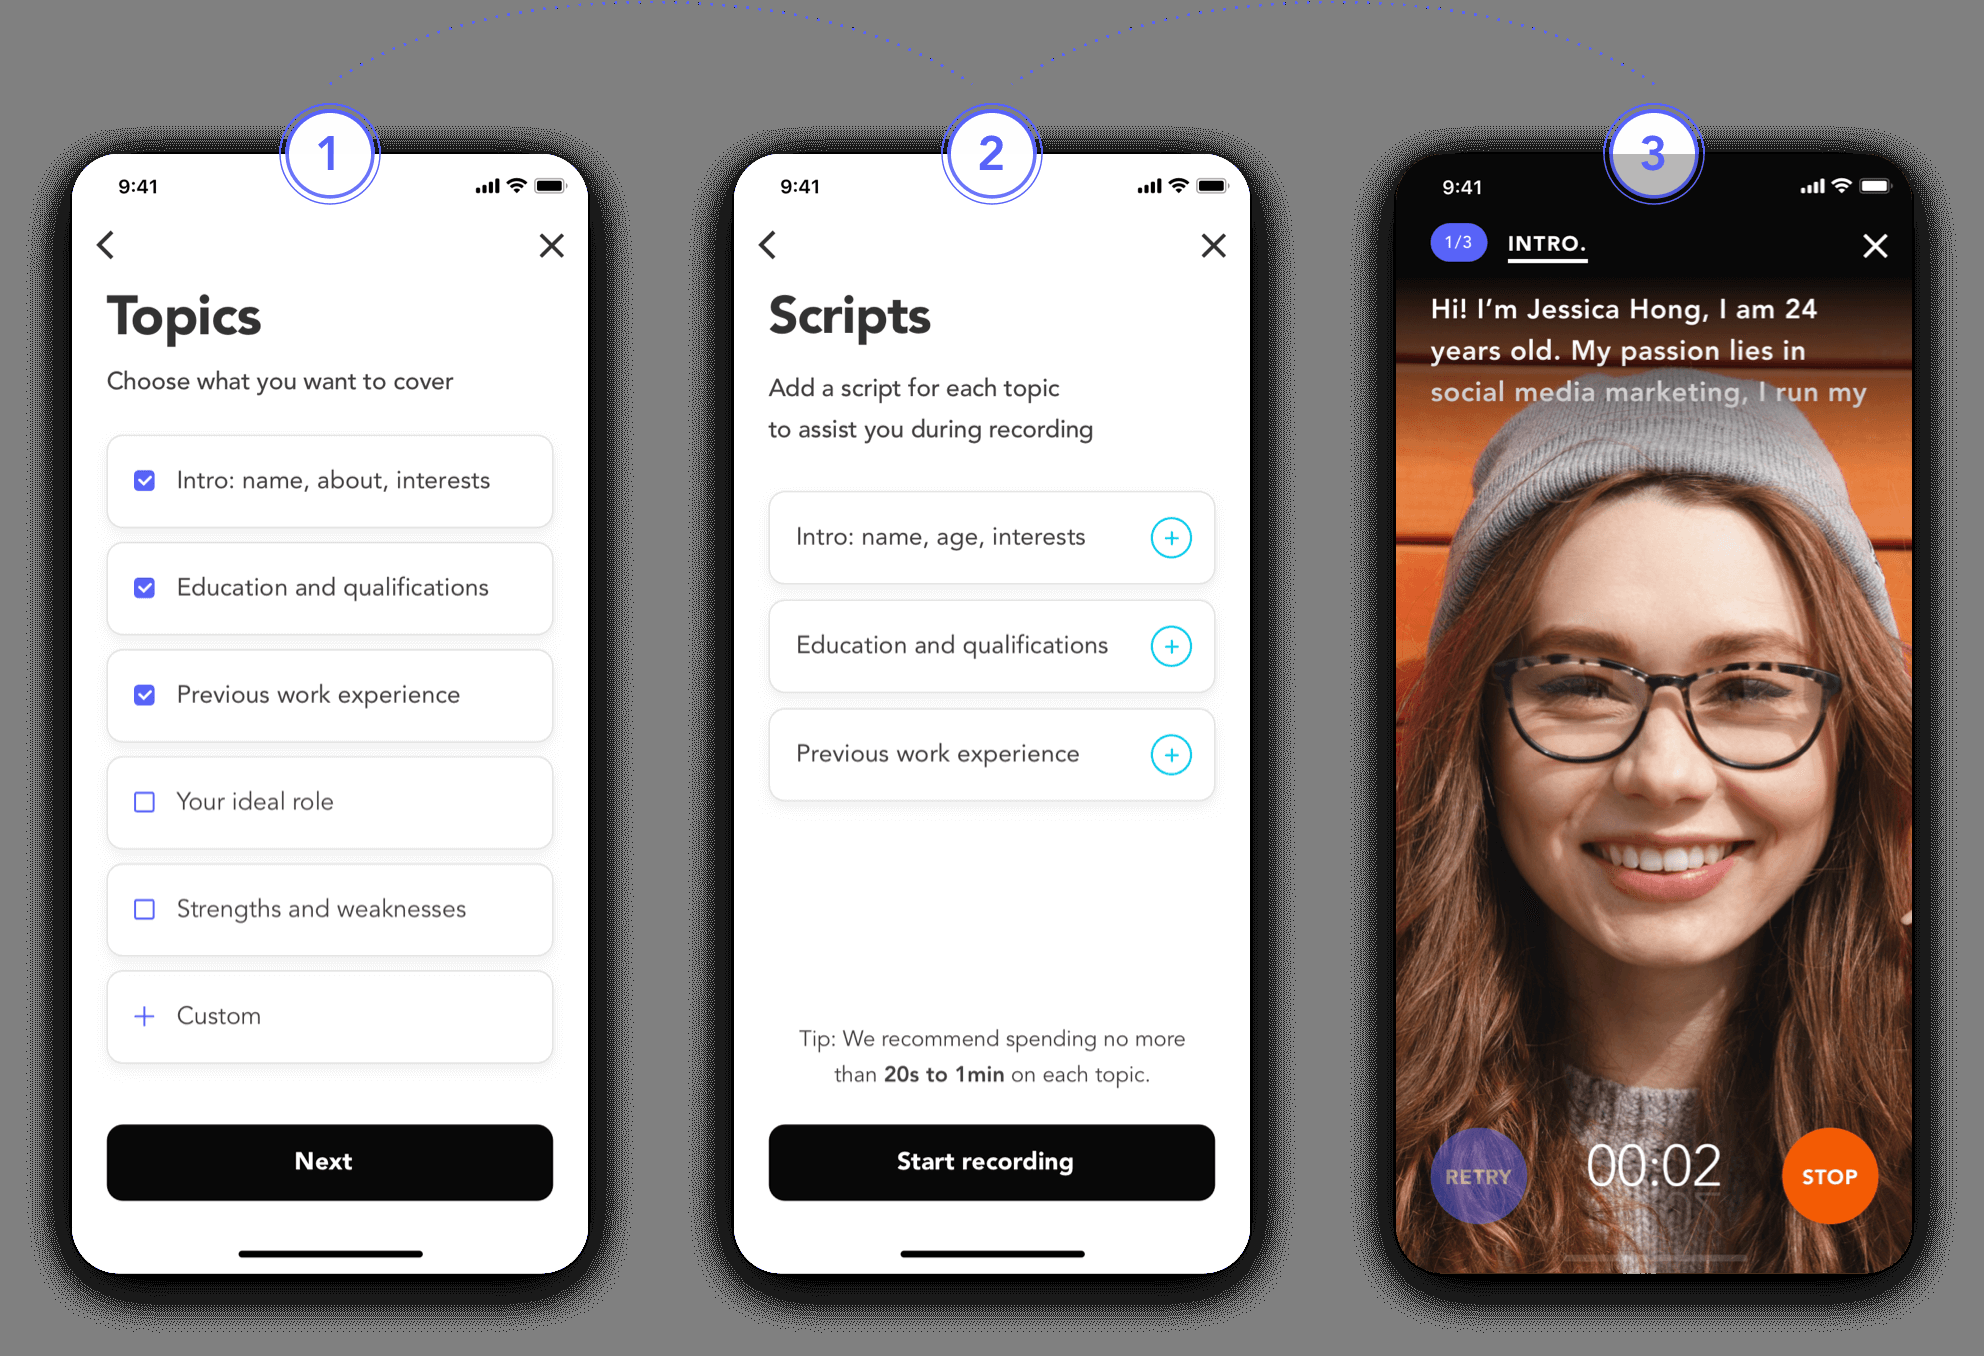 1
9:41
Topics
Choose what you want to cover
Intro: name, about, interests
Education and qualifications
Previous work experience
Your ideal role
Strengths and weaknesses
Custom
Next
2
9:41
Scripts
Add a script for each topic
to assist you during recording
Intro: name, age, interests
Education and qualifications
Previous work experience
Tip: We recommend spending no more
than 20s to 1min on each topic.
Start recording
3
9:41
1/3 INTRO.
Hi! I’m Jessica Hong, I am 24
years old. My passion lies in
social media marketing, I run my
RETRY 00:02 STOP